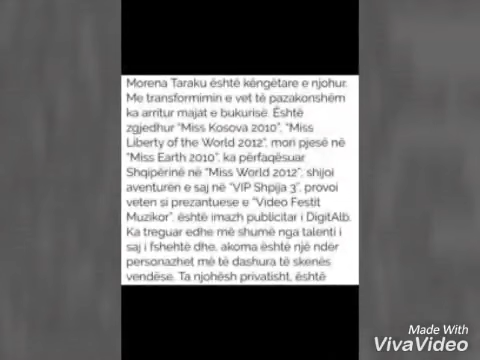 Morena Taraku është këngëtare e njohur.
Me transformimin e vet të pazakonshëm
ka arritur majat e bukurisë. Është
zgjedhur "Miss Kosova 2010", "Miss
Liberty of the World 2012", mori pjesë në
"Miss Earth 2010", ka përfaqësuar
Shqipërinë në "Miss World 2012", shijoi
aventurën e saj në "VIP Shpija 3", provoi
veten si prezantuese e "Video Festit
Muzikor", është imazh publicitar i DigitAlb.
Ka treguar edhe më shumë nga talenti i
saj i fshehtë dhe, akoma është një ndër
personazhet më të dashura të skenës
vendëse. Ta njohësh privatisht, është
Made With
VivaVideo